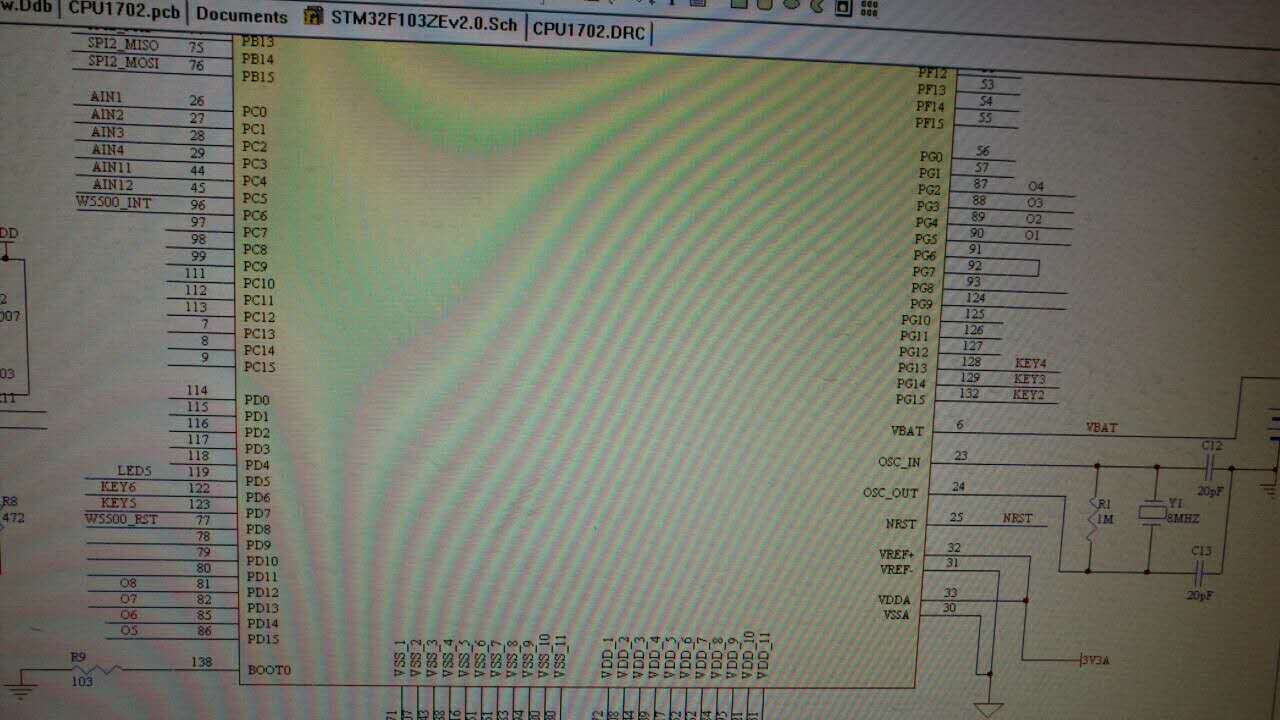 w.Ddb CPU1702.pcb Documents STM32F103ZEv2.0.Sch CPU1702.DRC
SPI2_MISO 75 PB13
SPI2_MOSI 76 PB14
PB15
AIN1 26 PC0
AIN2 27 PC1
AIN3 28 PC2
AIN4 29 PC3
AIN11 44 PC4
AIN12 45 PC5
W5500_INT 96 PC6
97 PC7
98 PC8
99 PC9
111 PC10
112 PC11
113 PC12
7 PC13
8 PC14
9 PC15
114 PD0
115 PD1
116 PD2
117 PD3
118 PD4
LED5 119 PD5
KEY6 122 PD6
KEY5 123 PD7
W5500_RST 77 PD8
78 PD9
79 PD10
80 PD11
O8 81 PD12
O7 82 PD13
O6 85 PD14
O5 86 PD15
R9 138 BOOT0
103
PF12
PF13 53
PF14 54
PF15 55
PG0 56
PG1 57
PG2 87 O4
PG3 88 O3
PG4 89 O2
PG5 90 O1
PG6 91
PG7 92
PG8 93
PG9 124
PG10 125
PG11 126
PG12 127
PG13 128 KEY4
PG14 129 KEY3
PG15 132 KEY2
VBAT 6 VBAT
OSC_IN 23
OSC_OUT 24
NRST 25 NRST
VREF+ 32
VREF- 31
VDDA 33
VSSA 30
3V3A
C12
20pF
R1
1M
Y1
8MHZ
C13
20pF
VSS_1 VSS_2 VSS_3 VSS_4 VSS_5 VSS_6 VSS_7 VSS_8 VSS_9 VSS_10 VSS_11
VDD_1 VDD_2 VDD_3 VDD_4 VDD_5 VDD_6 VDD_7 VDD_8 VDD_9 VDD_10 VDD_11
DD
007
03
R8
472